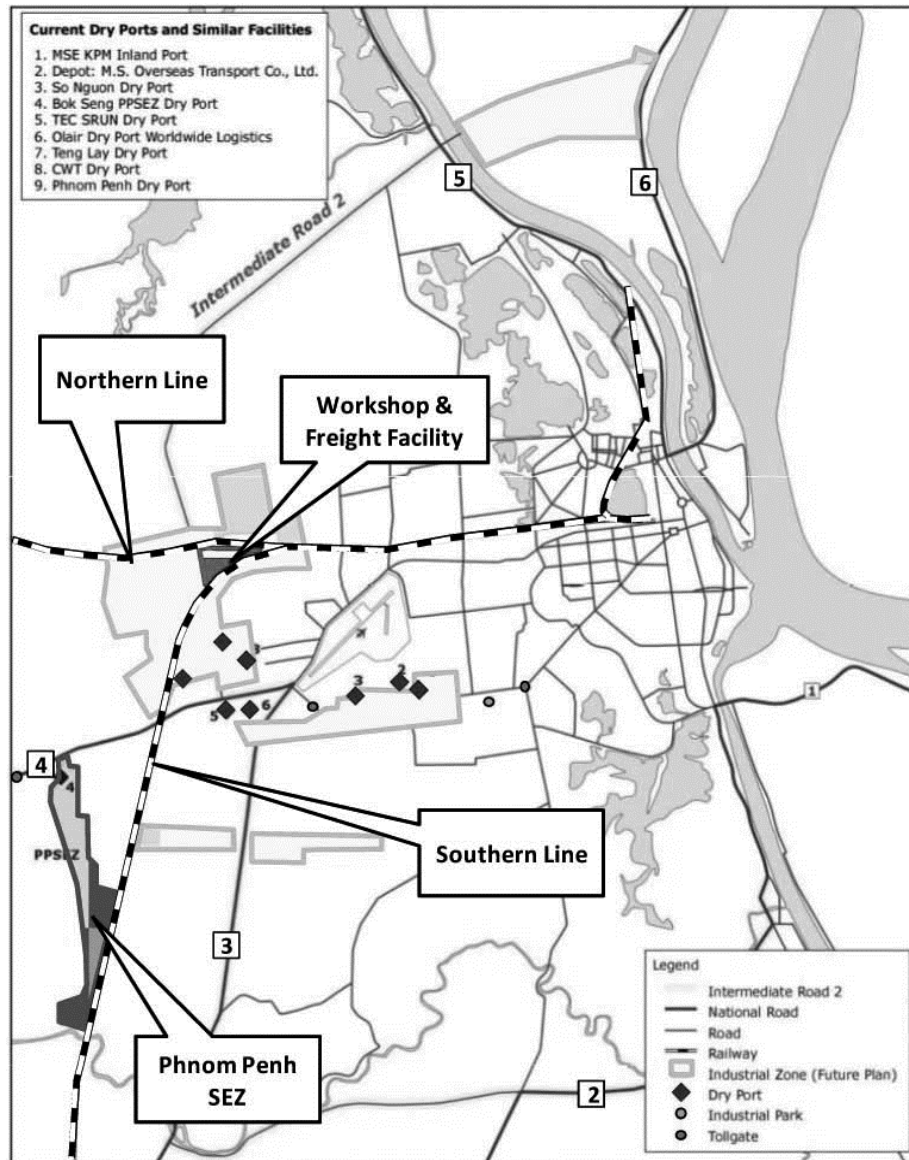 Current Dry Ports and Similar Facilities
1. MSE KPM Inland Port
2. Depot: M.S. Overseas Transport Co., Ltd.
3. So Nguon Dry Port
4. Bok Seng PPSEZ Dry Port
5. TEC SRUN Dry Port
6. Olair Dry Port Worldwide Logistics
7. Teng Lay Dry Port
8. CWT Dry Port
9. Phnom Penh Dry Port
5
6
Intermediate Road 2
Northern Line
Workshop &
Freight Facility
2
3
5
6
1
4
4
PPSEZ
Southern Line
3
Phnom Penh
SEZ
2
Legend
Intermediate Road 2
National Road
Road
Railway
Industrial Zone (Future Plan)
Dry Port
Industrial Park
Tollgate